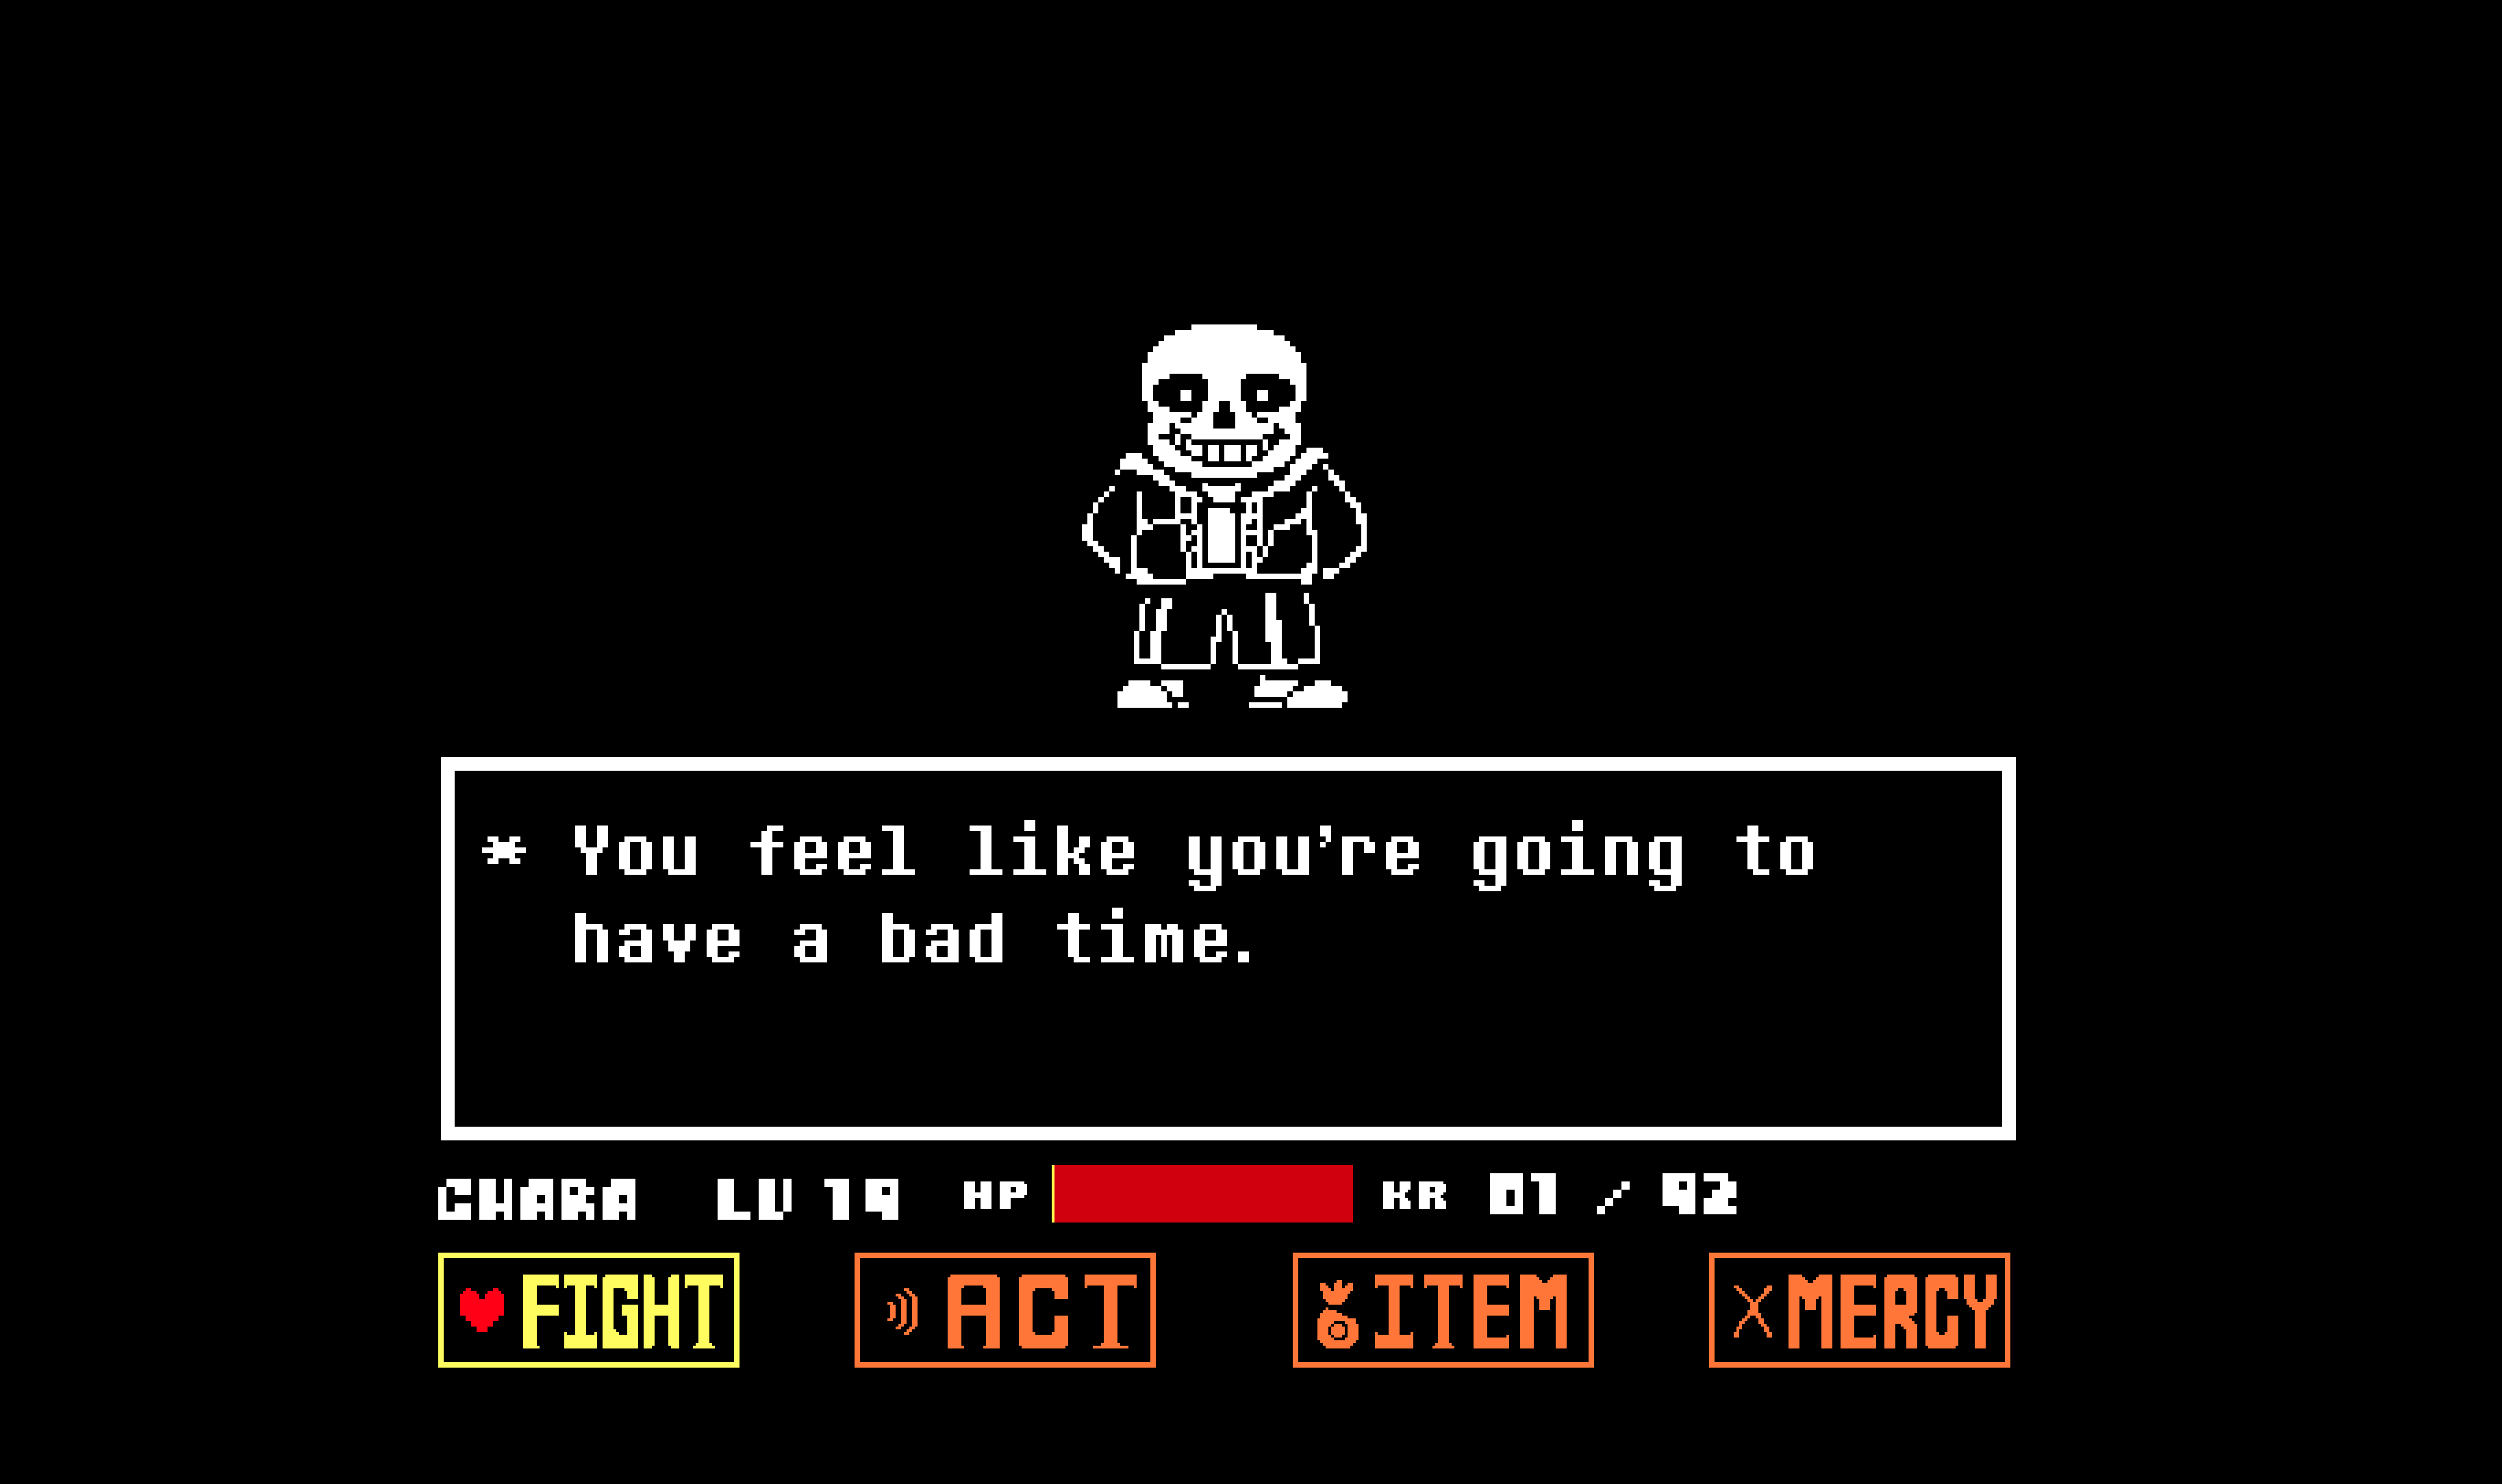 * You feel like you're going to
have a bad time.
CHARA LV 19 HP KR 01 / 92
FIGHT ACT ITEM MERCY